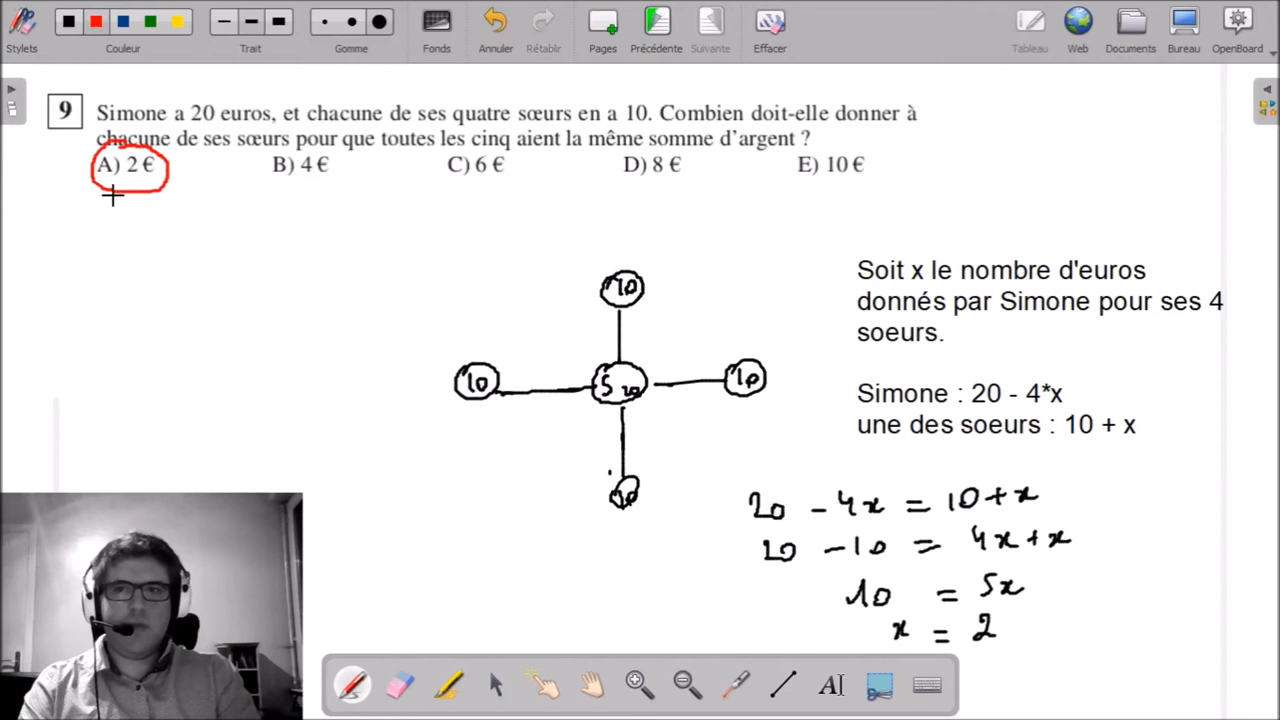 Stylets Couleur Trait Gomme Fonds Annuler Rétablir Pages Précédente Suivante Effacer Tableau Web Documents Bureau OpenBoard
9 Simone a 20 euros, et chacune de ses quatre sœurs en a 10. Combien doit-elle donner à
chacune de ses sœurs pour que toutes les cinq aient la même somme d'argent ?
A) 2 € B) 4 € C) 6 € D) 8 € E) 10 €
10
10 S 20 10
10
Soit x le nombre d'euros
donnés par Simone pour ses 4
soeurs.
Simone : 20 - 4*x
une des soeurs : 10 + x
20 - 4x = 10 + x
20 - 10 = 4x + x
10 = 5x
x = 2
AI